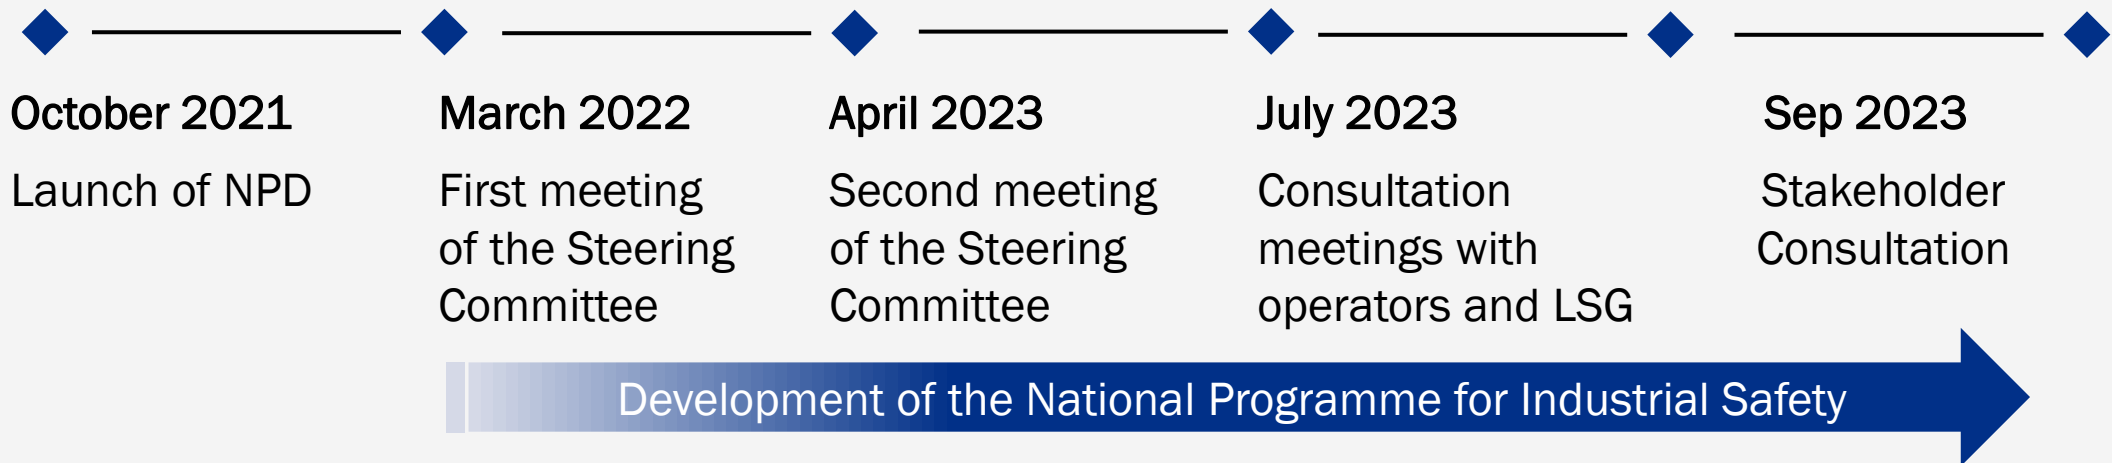 October 2021
Launch of NPD
March 2022
First meeting
of the Steering
Committee
April 2023
Second meeting
of the Steering
Committee
July 2023
Consultation
meetings with
operators and LSG
Sep 2023
Stakeholder
Consultation
Development of the National Programme for Industrial Safety